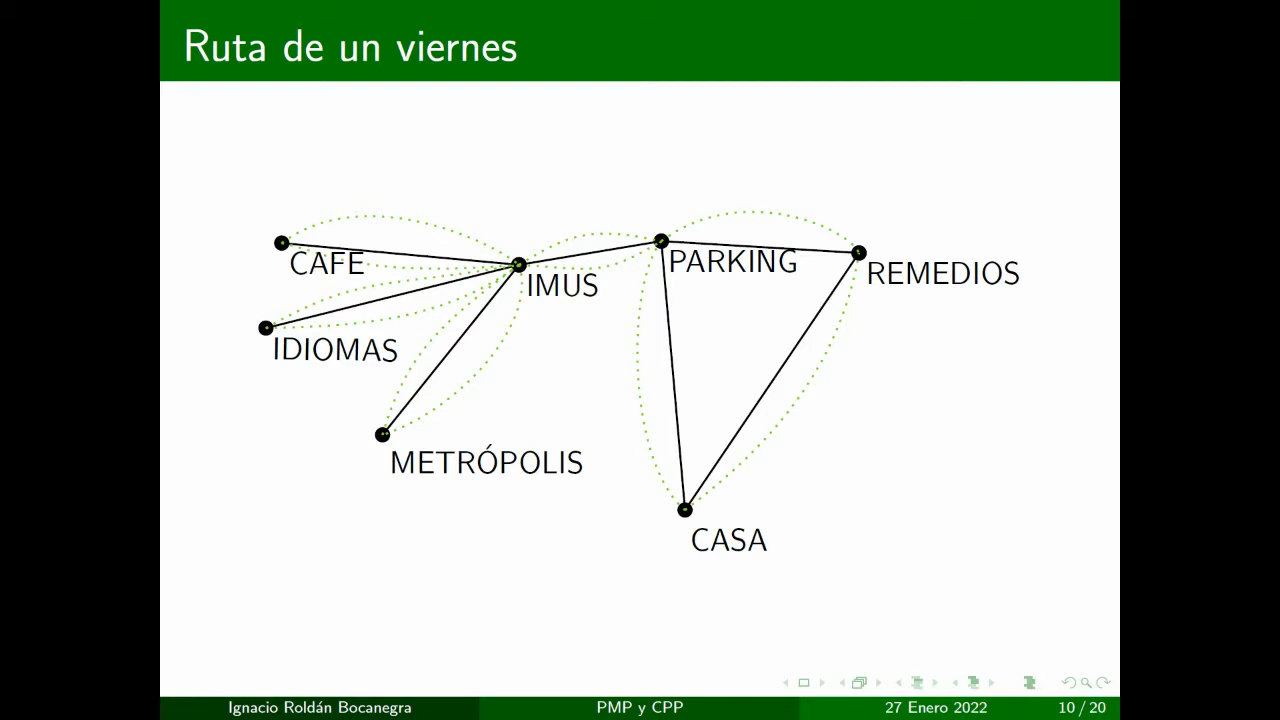 Ruta de un viernes
CAFE
IMUS
PARKING
REMEDIOS
IDIOMAS
METRÓPOLIS
CASA
Ignacio Roldán Bocanegra
PMP y CPP
27 Enero 2022
10 / 20